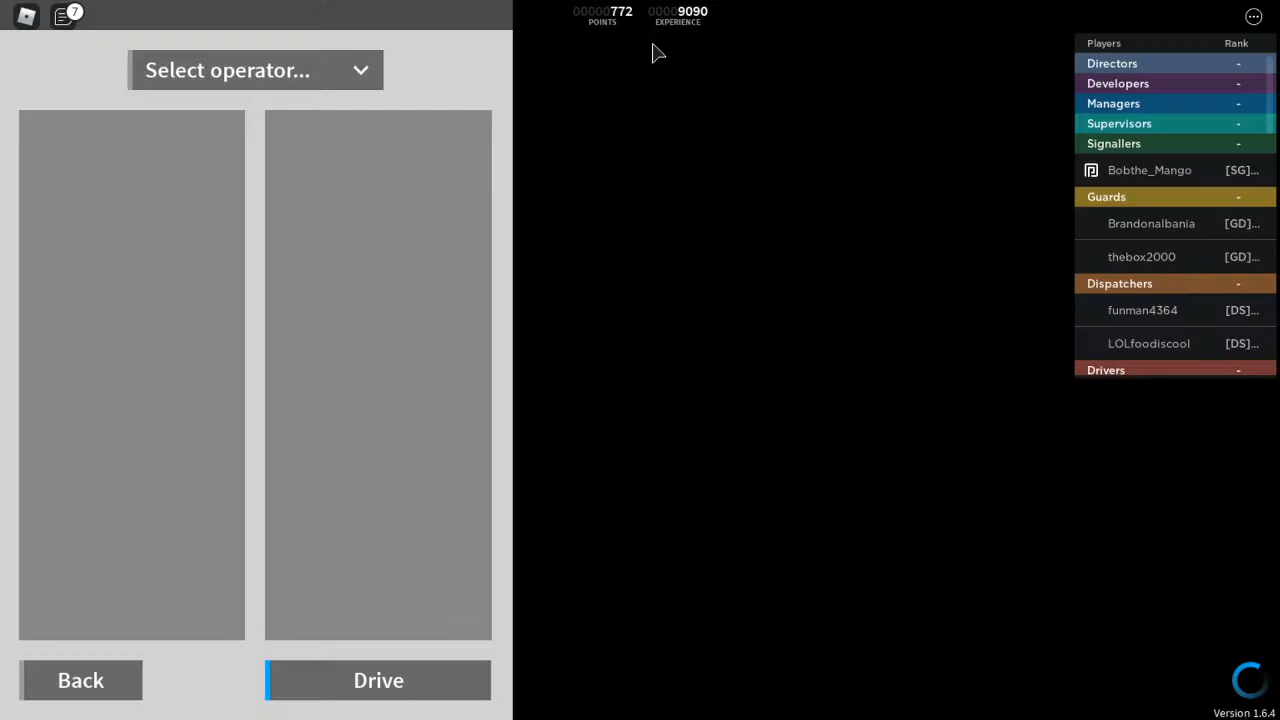 7
00000772
POINTS
00009090
EXPERIENCE
Select operator...
Back
Drive
Players Rank
Directors -
Developers -
Managers -
Supervisors -
Signallers -
Bobthe_Mango [SG]...
Guards -
Brandonalbania [GD]...
thebox2000 [GD]...
Dispatchers -
funman4364 [DS]...
LOLfoodiscool [DS]...
Drivers -
Version 1.6.4